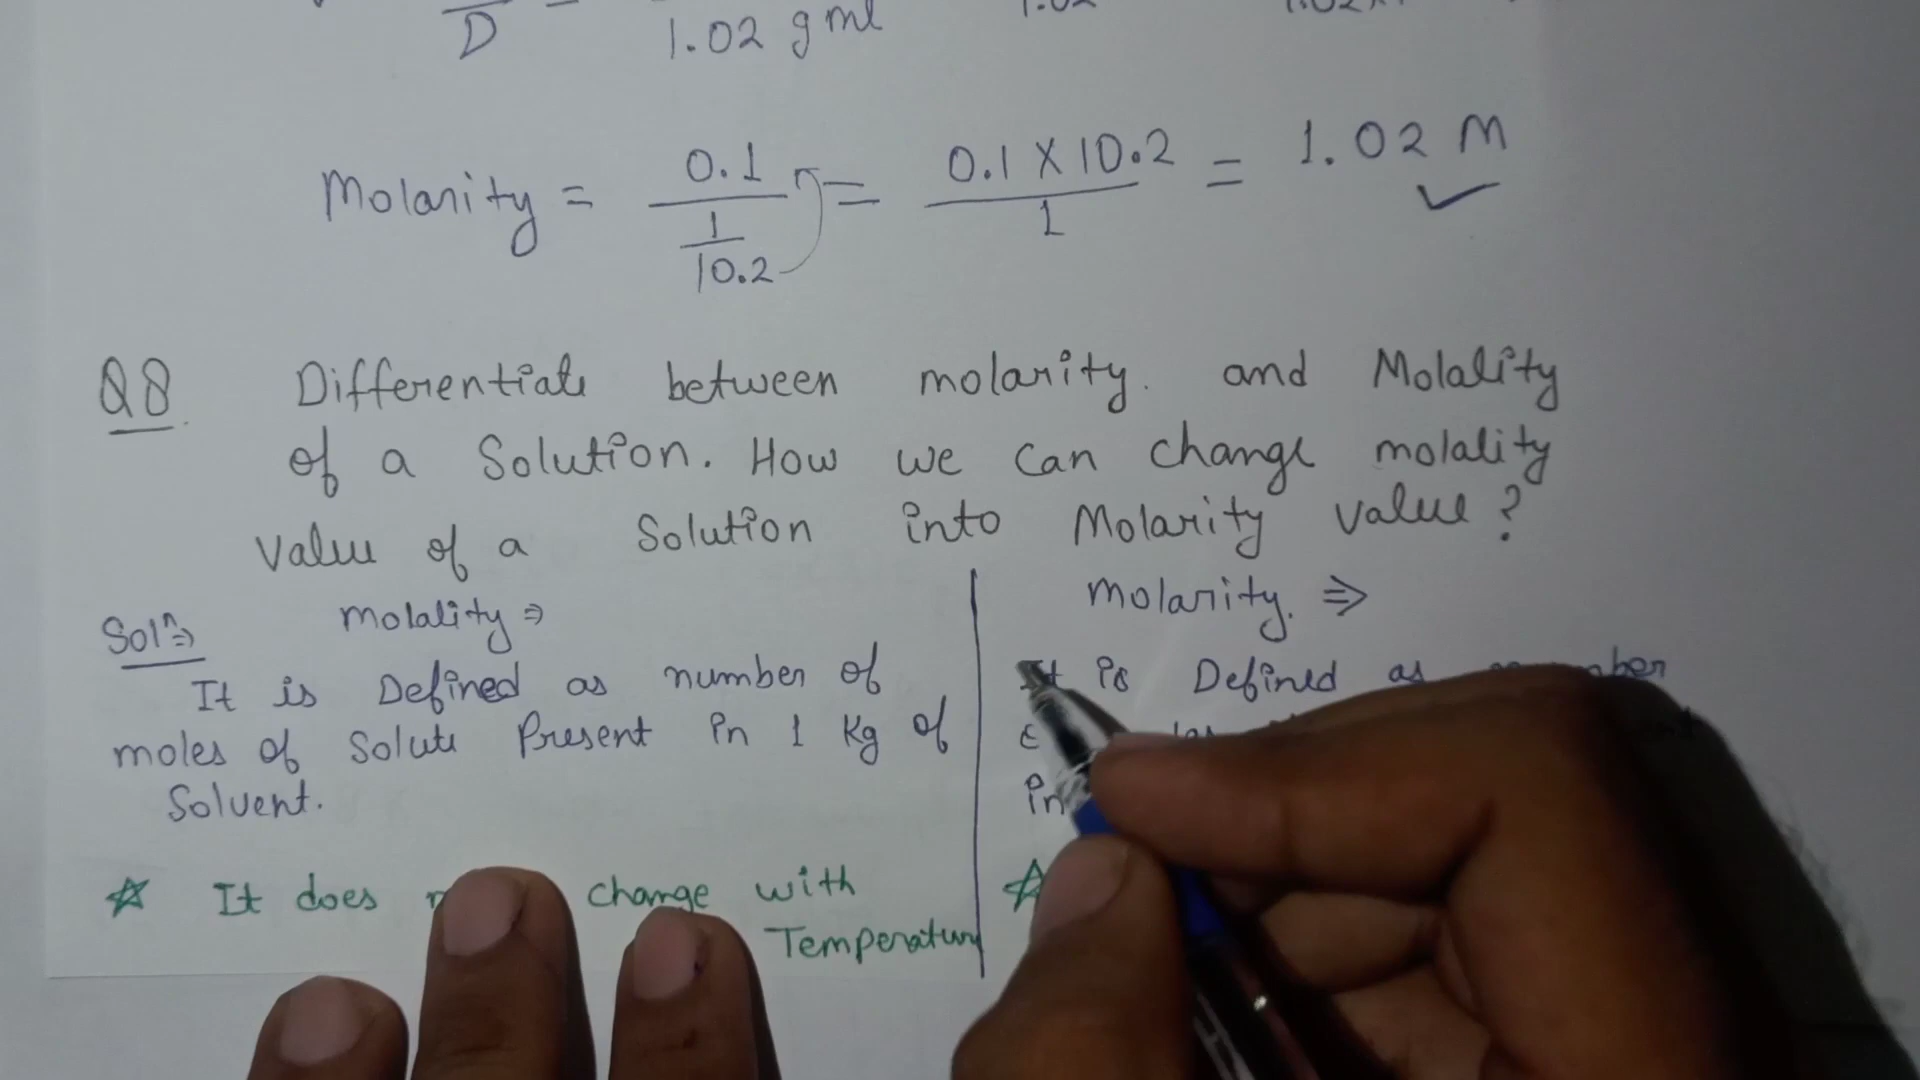 D
1.02 g ml
Molarity = 0.1 / (1 / 10.2) = 0.1 X 10.2 / 1 = 1.02 M
Q8 Differentiate between molarity. and Molality
of a Solution. How we can change molality
Value of a Solution into Molarity value ?
Solⁿ⇒ Molality ⇒
It is Defined as number of
moles of Solute Present in 1 Kg of
Solvent.
☆ It does change with
Temperature
Molarity. ⇒
It is Defined as
in
☆